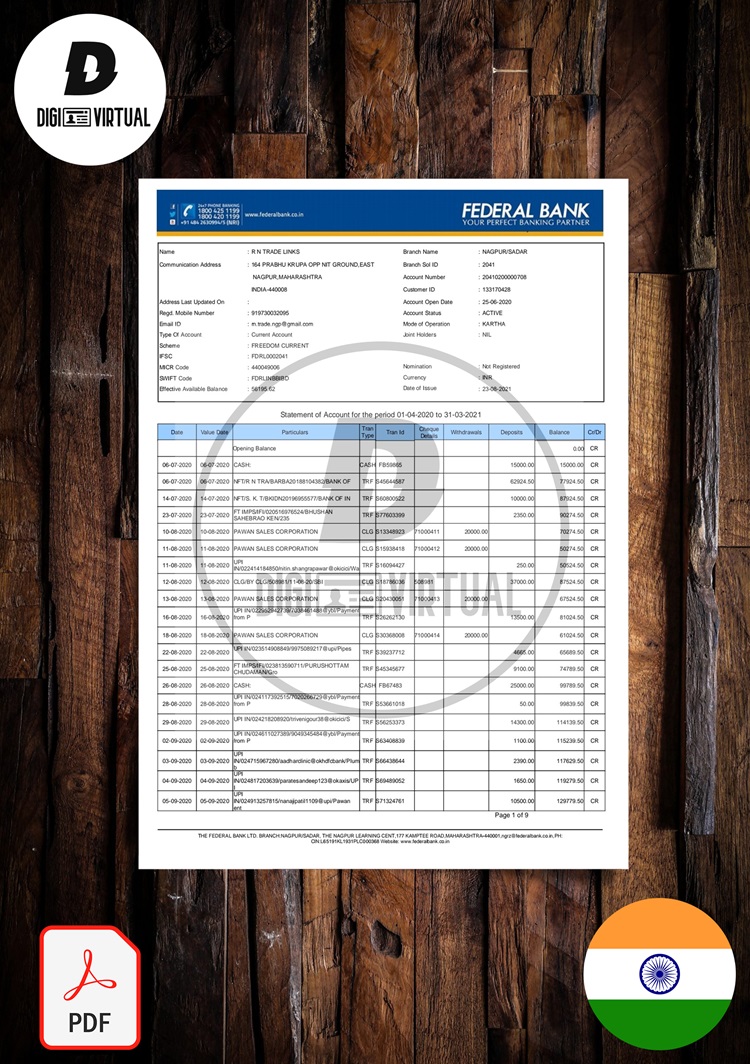 D
DIGI VIRTUAL
24x7 PHONE BANKING
1800 425 1199
1800 420 1199
+91 484 2630994/5 (NRI)
www.federalbank.co.in
FEDERAL BANK
YOUR PERFECT BANKING PARTNER
Name : R N TRADE LINKS Branch Name : NAGPUR/SADAR
Communication Address : 164 PRABHU KRUPA OPP NIT GROUND,EAST Branch Sol ID : 2041
NAGPUR,MAHARASHTRA Account Number : 20410200000708
INDIA-440008 Customer ID : 133170428
Address Last Updated On : Account Open Date : 25-06-2020
Regd. Mobile Number : 919730032095 Account Status : ACTIVE
Email ID : m.trade.ngp@gmail.com Mode of Operation : KARTHA
Type Of Account : Current Account Joint Holders : NIL
Scheme : FREEDOM CURRENT
IFSC : FDRL0002041
MICR Code : 440049006 Nomination : Not Registered
SWIFT Code : FDRLINBBIBD Currency : INR
Effective Available Balance : 56195.62 Date of Issue : 23-06-2021
Statement of Account for the period 01-04-2020 to 31-03-2021
Date Value Date Particulars Tran Type Tran Id Cheque Details Withdrawals Deposits Balance Cr/Dr
Opening Balance 0.00 CR
06-07-2020 06-07-2020 CASH: CASH FB59865 15000.00 15000.00 CR
06-07-2020 06-07-2020 NFT/R N TRA/BARBA20188104382/BANK OF TRF S45644587 62924.50 77924.50 CR
14-07-2020 14-07-2020 NFT/S. K. T/BKIDN20196955577/BANK OF IN TRF S60800522 10000.00 87924.50 CR
23-07-2020 23-07-2020 FT IMPS/IFI/020516976524/BHUSHAN
SAHEBRAO KEN/235 TRF S77603399 2350.00 90274.50 CR
10-08-2020 10-08-2020 PAWAN SALES CORPORATION CLG S13348923 71000411 20000.00 70274.50 CR
11-08-2020 11-08-2020 PAWAN SALES CORPORATION CLG S15938418 71000412 20000.00 50274.50 CR
11-08-2020 11-08-2020 UPI
IN/022414184850/nitin.shangrapawar@okicici/Wa TRF S16094427 250.00 50524.50 CR
12-08-2020 12-08-2020 CLG/BY CLG/508981/11-08-20/SBI CLG S18786036 508981 37000.00 87524.50 CR
13-08-2020 13-08-2020 PAWAN SALES CORPORATION CLG S20430051 71000413 20000.00 67524.50 CR
16-08-2020 16-08-2020 UPI IN/022952942739/7038461488@ybl/Payment
from P TRF S26262130 13500.00 81024.50 CR
18-08-2020 18-08-2020 PAWAN SALES CORPORATION CLG S30368008 71000414 20000.00 61024.50 CR
22-08-2020 22-08-2020 UPI IN/023514908849/9975089217@upi/Pipes TRF S39237712 4665.00 65689.50 CR
25-08-2020 25-08-2020 FT IMPS/IFI/023813590711/PURUSHOTTAM
CHUDAMAN/Gro TRF S45345677 9100.00 74789.50 CR
26-08-2020 26-08-2020 CASH: CASH FB67483 25000.00 99789.50 CR
28-08-2020 28-08-2020 UPI IN/024117392515/7020266729@ybl/Payment
from P TRF S53661018 50.00 99839.50 CR
29-08-2020 29-08-2020 UPI IN/024218208920/trivenigour38@okicici/S TRF S56253373 14300.00 114139.50 CR
02-09-2020 02-09-2020 UPI IN/024611027389/9049345484@ybl/Payment
from P TRF S63408839 1100.00 115239.50 CR
03-09-2020 03-09-2020 UPI
IN/024715967280/aadhardinic@okhdfcbank/Plum
b TRF S66438644 2390.00 117629.50 CR
04-09-2020 04-09-2020 UPI
IN/024817203639/paratesandeep123@okaxis/UP
I TRF S69489052 1650.00 119279.50 CR
05-09-2020 05-09-2020 UPI
IN/024913257815/nanajipatil1109@upi/Pawan
ent TRF S71324761 10500.00 129779.50 CR
D
DIGI VIRTUAL
Page 1 of 9
THE FEDERAL BANK LTD. BRANCH:NAGPUR/SADAR, THE NAGPUR LEARNING CENT,177 KAMPTEE ROAD,MAHARASHTRA-440001,ngrz@federalbank.co.in,PH:
CIN:L65191KL1931PLC000368 Website: www.federalbank.co.in
PDF